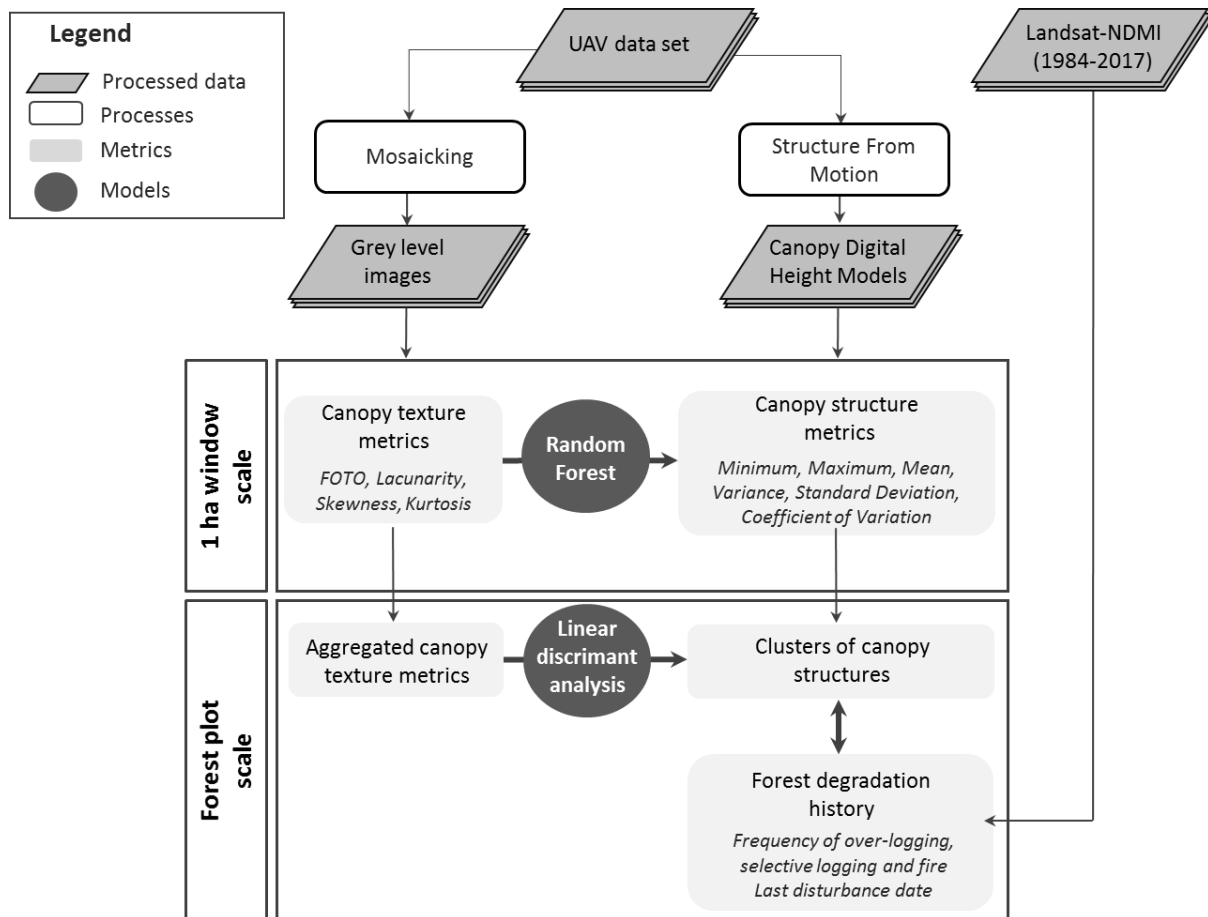 Legend
Processed data
Processes
Metrics
Models
UAV data set
Landsat-NDMI
(1984-2017)
Mosaicking
Structure From
Motion
Grey level
images
Canopy Digital
Height Models
1 ha window
scale
Canopy texture
metrics
FOTO, Lacunarity,
Skewness, Kurtosis
Random
Forest
Canopy structure
metrics
Minimum, Maximum, Mean,
Variance, Standard Deviation,
Coefficient of Variation
Forest plot
scale
Aggregated canopy
texture metrics
Linear
discrimant
analysis
Clusters of canopy
structures
Forest degradation
history
Frequency of over-logging,
selective logging and fire
Last disturbance date